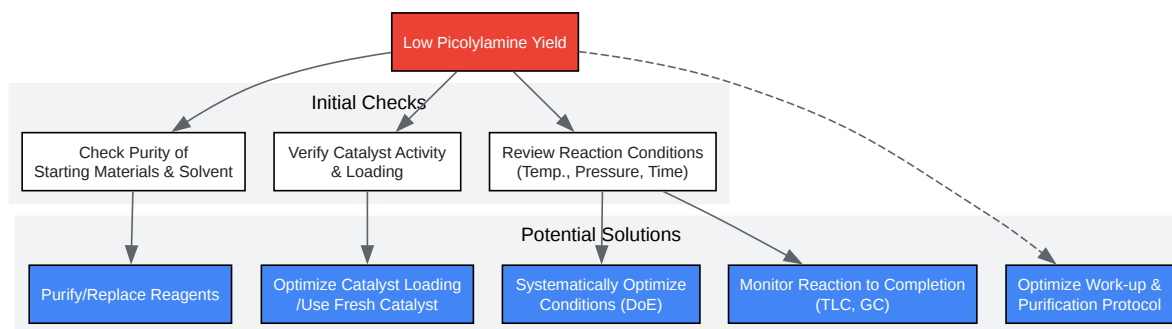 Low Picolylamine Yield
Initial Checks
Check Purity of
Starting Materials & Solvent
Verify Catalyst Activity
& Loading
Review Reaction Conditions
(Temp., Pressure, Time)
Potential Solutions
Purify/Replace Reagents
Optimize Catalyst Loading
/Use Fresh Catalyst
Systematically Optimize
Conditions (DoE)
Monitor Reaction to Completion
(TLC, GC)
Optimize Work-up &
Purification Protocol